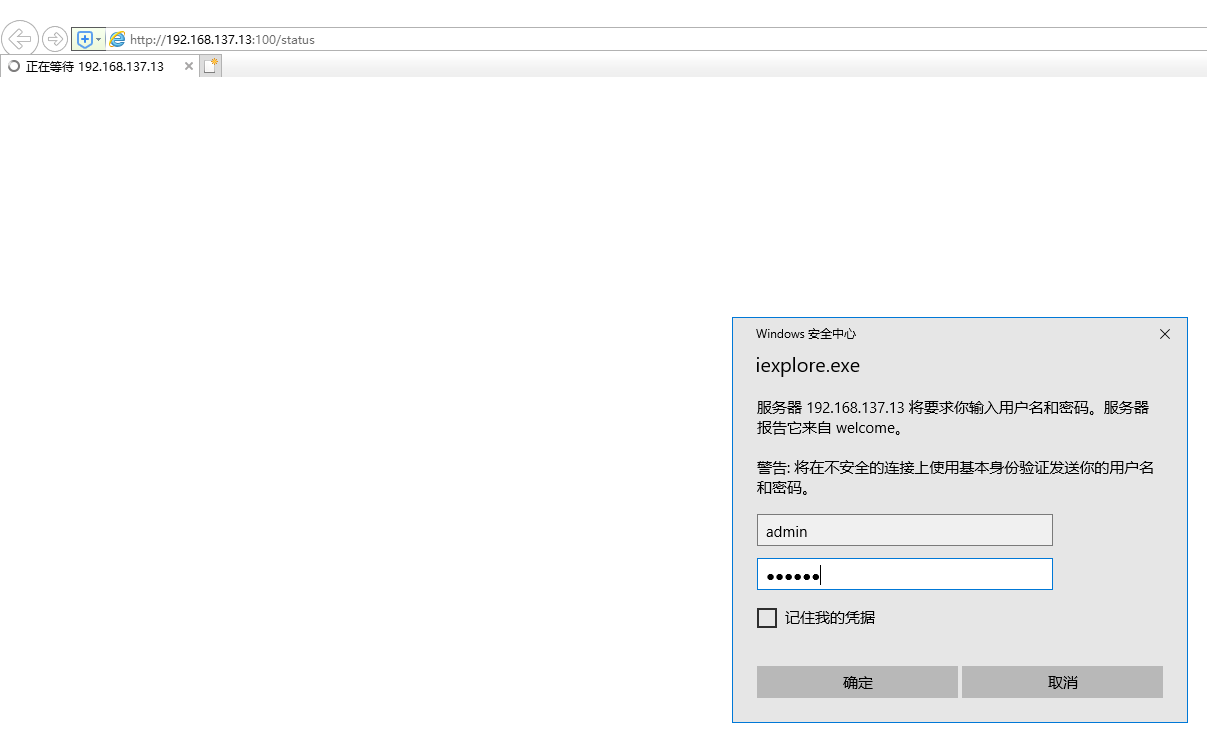 http://192.168.137.13:100/status
正在等待 192.168.137.13
Windows 安全中心
iexplore.exe
服务器 192.168.137.13 将要求你输入用户名和密码。服务器
报告它来自 welcome。
警告: 将在不安全的连接上使用基本身份验证发送你的用户名
和密码。
admin
●●●●●●
记住我的凭据
确定
取消